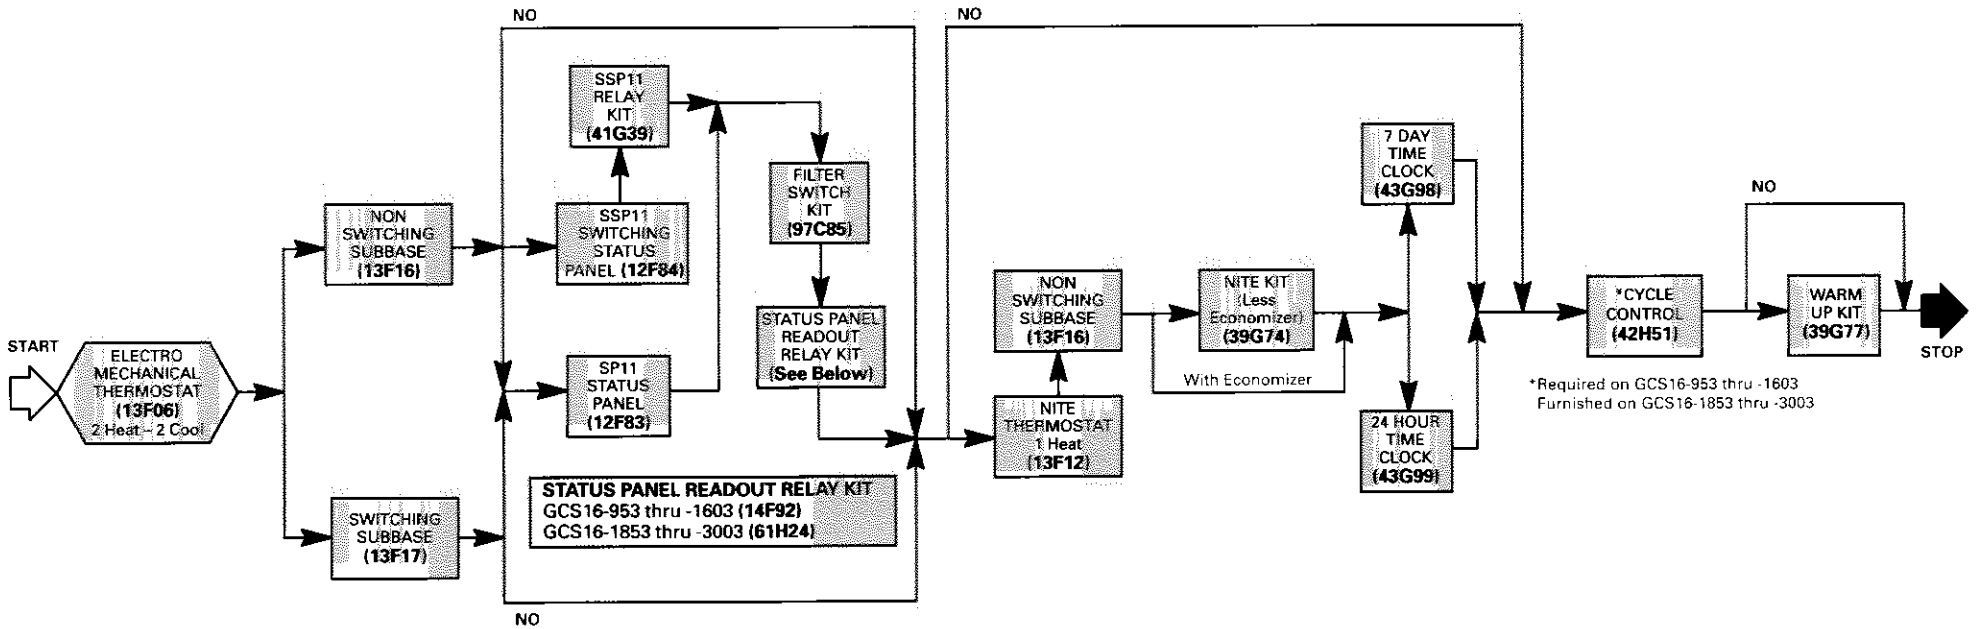 START
ELECTRO
MECHANICAL
THERMOSTAT
(13F06)
2 Heat - 2 Cool
NON
SWITCHING
SUBBASE
(13F16)
SWITCHING
SUBBASE
(13F17)
NO
SSP11
RELAY
KIT
(41G39)
SSP11
SWITCHING
STATUS
PANEL (12F84)
SP11
STATUS
PANEL
(12F83)
FILTER
SWITCH
KIT
(97C85)
STATUS PANEL
READOUT
RELAY KIT
(See Below)
STATUS PANEL READOUT RELAY KIT
GCS16-953 thru -1603 (14F92)
GCS16-1853 thru -3003 (61H24)
NO
NO
NON
SWITCHING
SUBBASE
(13F16)
NITE
THERMOSTAT
1 Heat
(13F12)
NITE KIT
(Less
Economizer)
(39G74)
With Economizer
7 DAY
TIME
CLOCK
(43G98)
24 HOUR
TIME
CLOCK
(43G99)
*CYCLE
CONTROL
(42H51)
NO
WARM
UP KIT
(39G77)
STOP
*Required on GCS16-953 thru -1603
Furnished on GCS16-1853 thru -3003